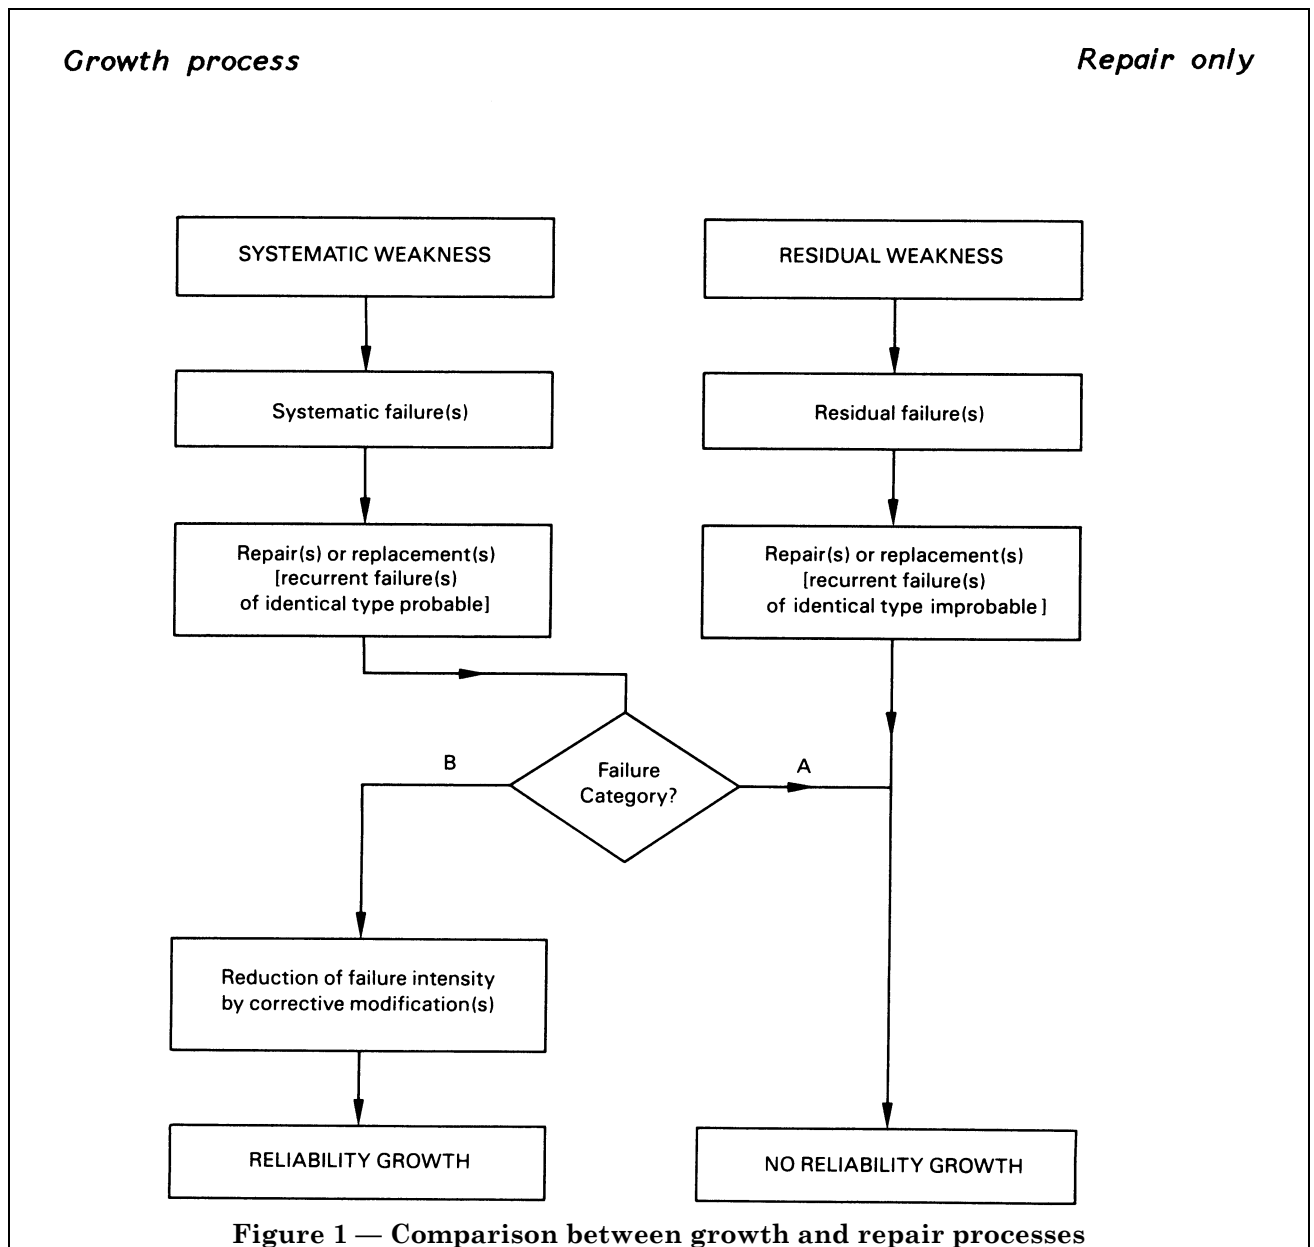 Growth process
Repair only
SYSTEMATIC WEAKNESS
RESIDUAL WEAKNESS
Systematic failure(s)
Residual failure(s)
Repair(s) or replacement(s)
[recurrent failure(s)
of identical type probable]
Repair(s) or replacement(s)
[recurrent failure(s)
of identical type improbable]
Failure
Category?
B
A
Reduction of failure intensity
by corrective modification(s)
RELIABILITY GROWTH
NO RELIABILITY GROWTH
Figure 1 — Comparison between growth and repair processes